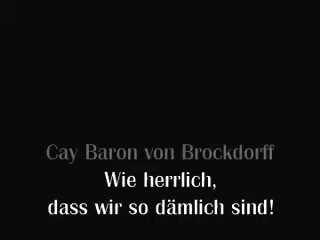 Cay Baron von Brockdorff
Wie herrlich,
dass wir so dämlich sind!